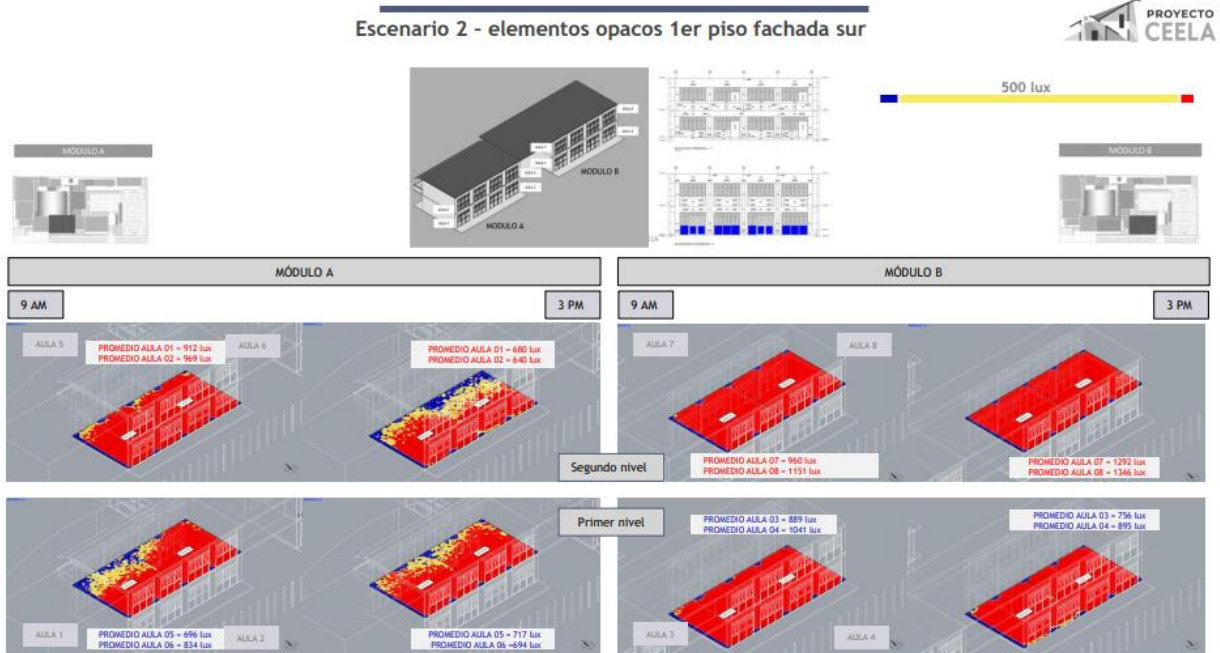 Escenario 2 - elementos opacos 1er piso fachada sur
PROYECTO
CEELA
500 lux
MÓDULO A
MÓDULO B
MODULO B
MODULO A
MÓDULO A
MÓDULO B
9 AM
3 PM
9 AM
3 PM
AULA 5
PROMEDIO AULA 01 = 912 lux
PROMEDIO AULA 02 = 969 lux
AULA 6
PROMEDIO AULA 01 = 680 lux
PROMEDIO AULA 02 = 640 lux
AULA 7
AULA 8
Segundo nivel
PROMEDIO AULA 07 = 960 lux
PROMEDIO AULA 08 = 1151 lux
PROMEDIO AULA 07 = 1292 lux
PROMEDIO AULA 08 = 1346 lux
Primer nivel
PROMEDIO AULA 03 = 889 lux
PROMEDIO AULA 04 = 1041 lux
PROMEDIO AULA 03 = 756 lux
PROMEDIO AULA 04 = 895 lux
AULA 1
PROMEDIO AULA 05 = 696 lux
PROMEDIO AULA 06 = 834 lux
AULA 2
PROMEDIO AULA 05 = 717 lux
PROMEDIO AULA 06 =694 lux
AULA 3
AULA 4